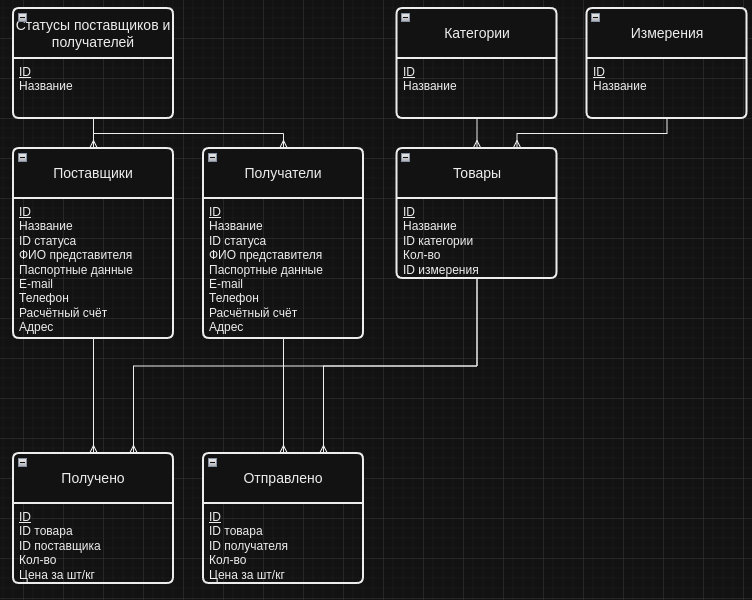 Статусы поставщиков и
получателей
ID
Название
Категории
ID
Название
Измерения
ID
Название
Поставщики
ID
Название
ID статуса
ФИО представителя
Паспортные данные
E-mail
Телефон
Расчётный счёт
Адрес
Получатели
ID
Название
ID статуса
ФИО представителя
Паспортные данные
E-mail
Телефон
Расчётный счёт
Адрес
Товары
ID
Название
ID категории
Кол-во
ID измерения
Получено
ID
ID товара
ID поставщика
Кол-во
Цена за шт/кг
Отправлено
ID
ID товара
ID получателя
Кол-во
Цена за шт/кг